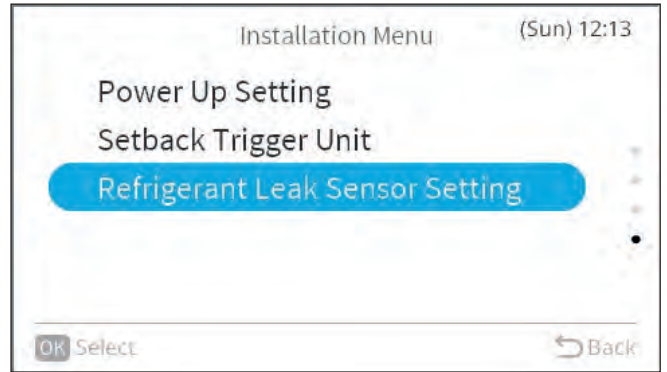 Installation Menu
(Sun) 12:13
Power Up Setting
Setback Trigger Unit
Refrigerant Leak Sensor Setting
OK Select
Back